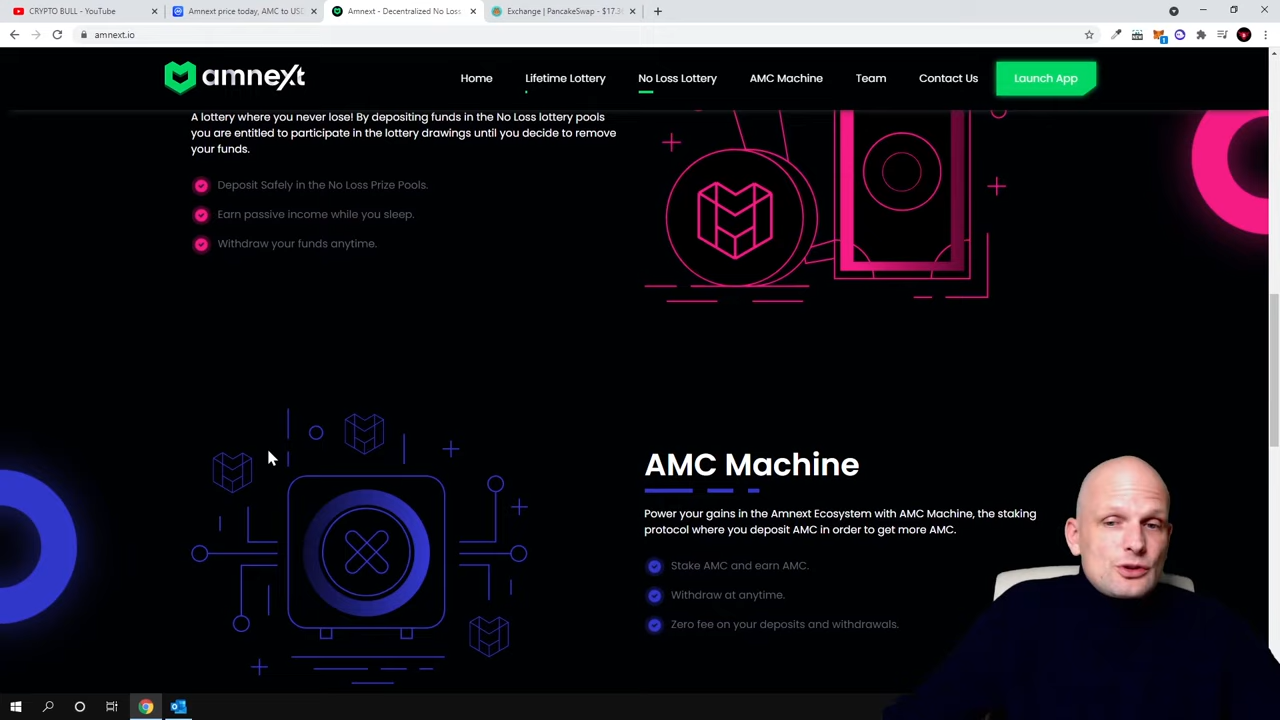 CRYPTO BULL - YouTube
Amnext price today, AMC to USD
Amnext - Decentralized No Loss
Exchange | PancakeSwap - $17.36
amnext.io
amnext
Home
Lifetime Lottery
No Loss Lottery
AMC Machine
Team
Contact Us
Launch App
A lottery where you never lose! By depositing funds in the No Loss lottery pools
you are entitled to participate in the lottery drawings until you decide to remove
your funds.
Deposit Safely in the No Loss Prize Pools.
Earn passive income while you sleep.
Withdraw your funds anytime.
AMC Machine
Power your gains in the Amnext Ecosystem with AMC Machine, the staking
protocol where you deposit AMC in order to get more AMC.
Stake AMC and earn AMC.
Withdraw at anytime.
Zero fee on your deposits and withdrawals.